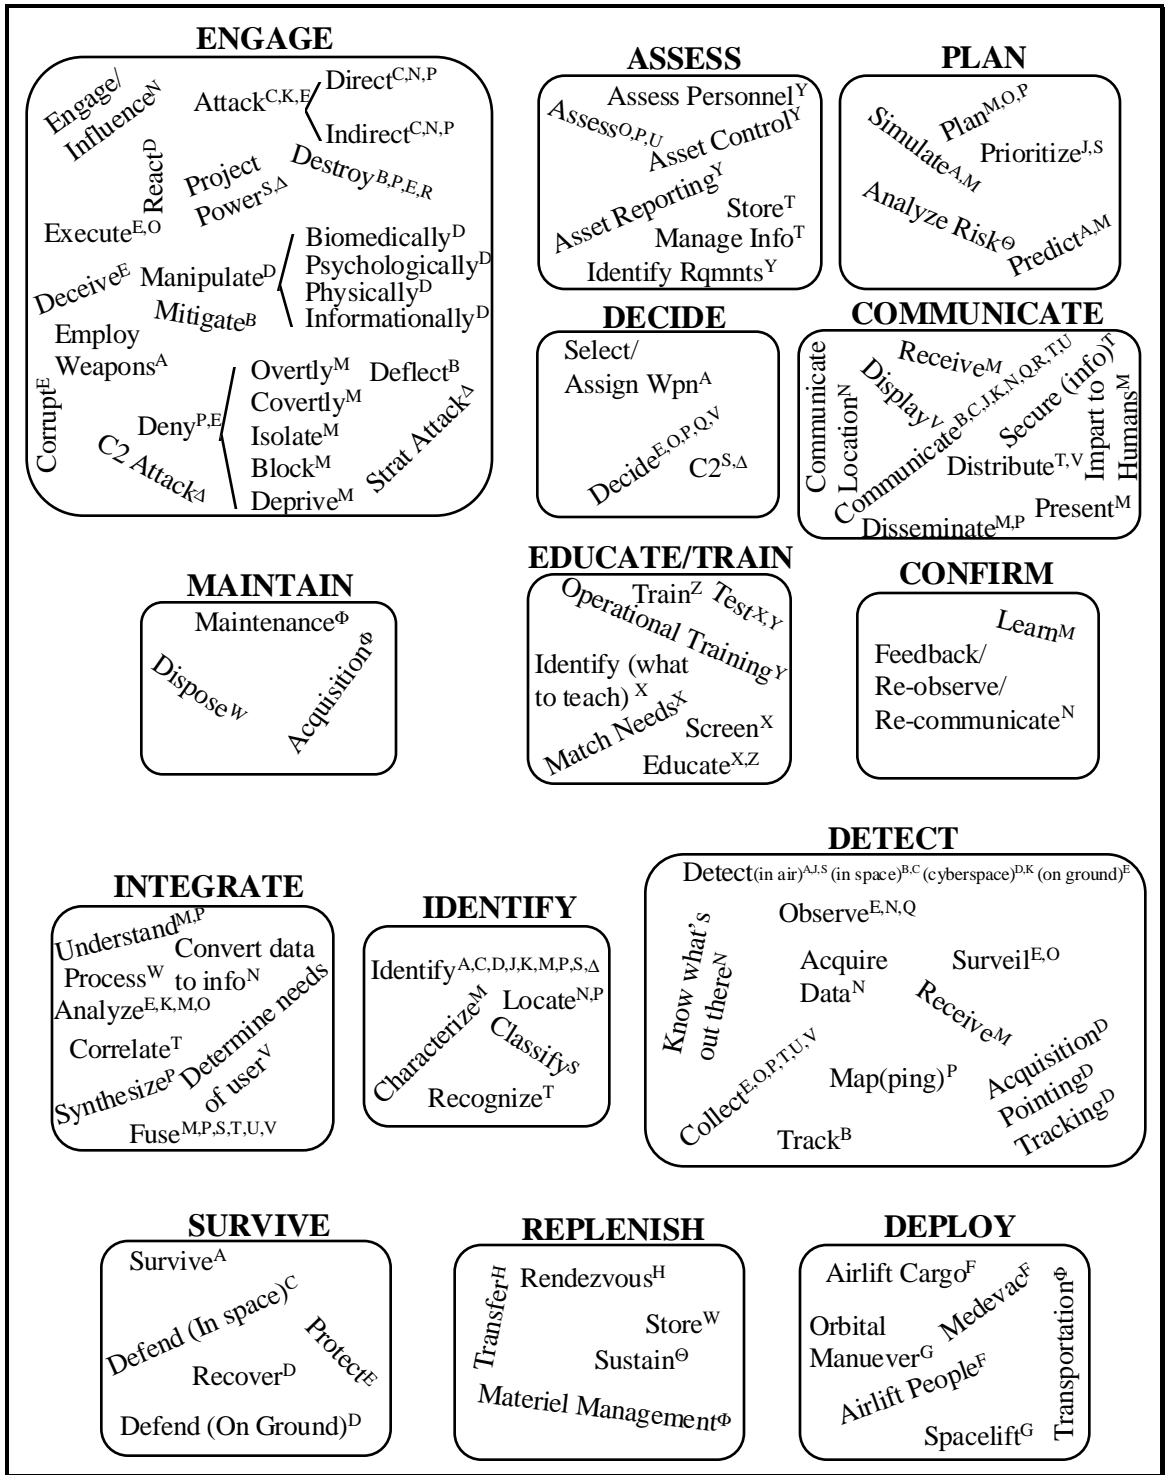 ENGAGE
Engage/
Influence^N
Attack^C,K,E
Direct^C,N,P
Indirect^C,N,P
React^D
Project
Power^S,Δ
Destroy^B,P,E,R
Execute^E,O
Deceive^E
Manipulate^D
Biomedically^D
Psychologically^D
Physically^D
Informationally^D
Mitigate^B
Employ
Weapons^A
Corrupt^E
Deny^P,E
Overtly^M
Covertly^M
Isolate^M
Block^M
Deprive^M
Deflect^B
C2 Attack^Δ
Strat Attack^Δ
ASSESS
Assess Personnel^Y
Assess^O,P,U
Asset Control^Y
Asset Reporting^Y
Store^T
Manage Info^T
Identify Rqmnts^Y
PLAN
Plan^M,O,P
Simulate^A,M
Prioritize^J,S
Analyze Risk^Θ
Predict^A,M
DECIDE
Select/
Assign Wpn^A
Decide^E,O,P,Q,V
C2^S,Δ
COMMUNICATE
Communicate
Location^N
Receive^M
Display^V
Communicate^B,C,J,K,N,Q,R,T,U
Secure (info)^T
Impart to
Humans^M
Distribute^T,V
Present^M
Disseminate^M,P
MAINTAIN
Maintenance^Φ
Dispose^W
Acquisition^Φ
EDUCATE/TRAIN
Train^Z
Test^X,Y
Operational Training^Y
Identify (what
to teach) ^X
Match Needs^X
Screen^X
Educate^X,Z
CONFIRM
Learn^M
Feedback/
Re-observe/
Re-communicate^N
INTEGRATE
Understand^M,P
Convert data
to info^N
Process^W
Analyze^E,K,M,O
Correlate^T
Determine needs
of user^V
Synthesize^P
Fuse^M,P,S,T,U,V
IDENTIFY
Identify^A,C,D,J,K,M,P,S,Δ
Locate^N,P
Characterize^M
Classify^S
Recognize^T
DETECT
Detect(in air)^A,J,S (in space)^B,C (cyberspace)^D,K (on ground)^E
Observe^E,N,Q
Know what's
out there^N
Acquire
Data^N
Surveil^E,O
Receive^M
Collect^E,O,P,T,U,V
Map(ping)^P
Acquisition^D
Pointing^D
Tracking^D
Track^B
SURVIVE
Survive^A
Defend (In space)^C
Protect^E
Recover^D
Defend (On Ground)^D
REPLENISH
Transfer^H
Rendezvous^H
Store^W
Sustain^Θ
Materiel Management^Φ
DEPLOY
Airlift Cargo^F
Medevac^F
Transportation^Φ
Orbital
Manuever^G
Airlift People^F
Spacelift^G